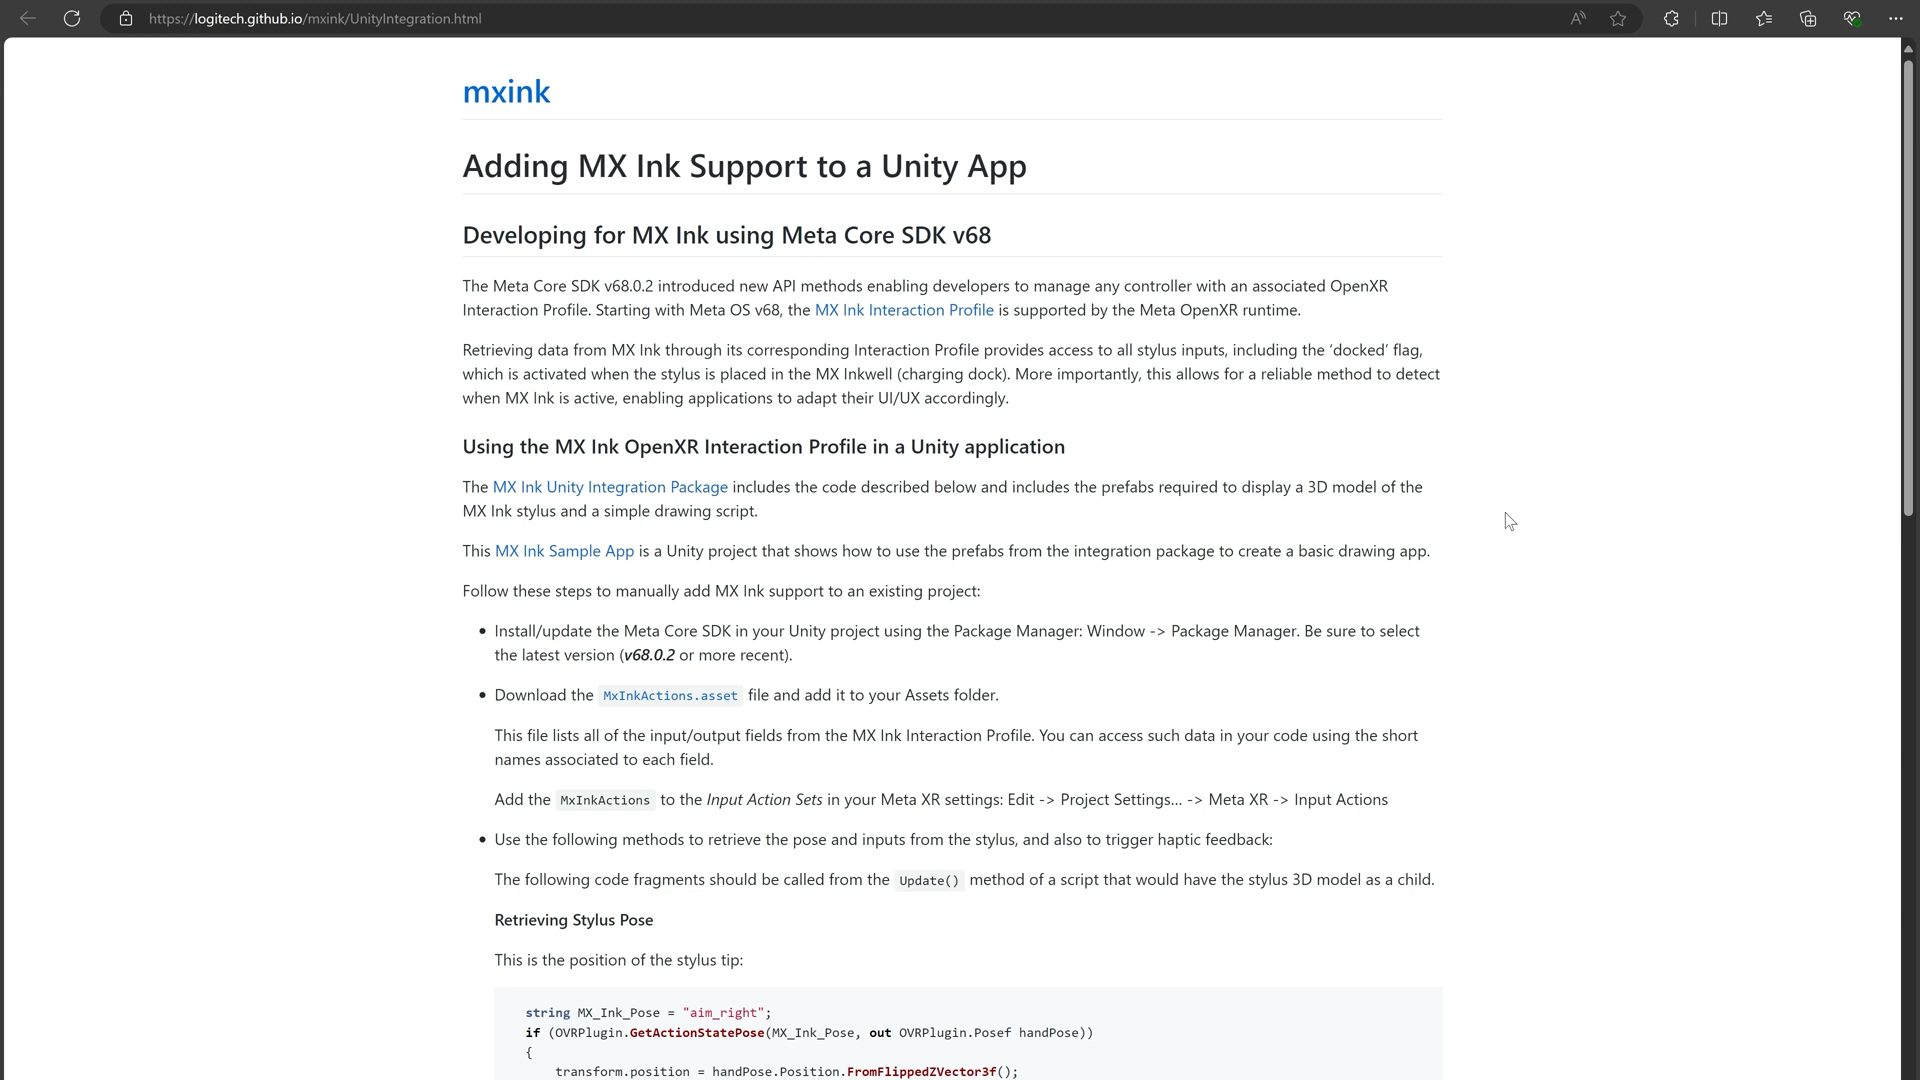 https://logitech.github.io/mxink/UnityIntegration.html
mxink
Adding MX Ink Support to a Unity App
Developing for MX Ink using Meta Core SDK v68
The Meta Core SDK v68.0.2 introduced new API methods enabling developers to manage any controller with an associated OpenXR
Interaction Profile. Starting with Meta OS v68, the MX Ink Interaction Profile is supported by the Meta OpenXR runtime.
Retrieving data from MX Ink through its corresponding Interaction Profile provides access to all stylus inputs, including the ‘docked’ flag,
which is activated when the stylus is placed in the MX Inkwell (charging dock). More importantly, this allows for a reliable method to detect
when MX Ink is active, enabling applications to adapt their UI/UX accordingly.
Using the MX Ink OpenXR Interaction Profile in a Unity application
The MX Ink Unity Integration Package includes the code described below and includes the prefabs required to display a 3D model of the
MX Ink stylus and a simple drawing script.
This MX Ink Sample App is a Unity project that shows how to use the prefabs from the integration package to create a basic drawing app.
Follow these steps to manually add MX Ink support to an existing project:
• Install/update the Meta Core SDK in your Unity project using the Package Manager: Window -> Package Manager. Be sure to select
the latest version (v68.0.2 or more recent).
• Download the MxInkActions.asset file and add it to your Assets folder.
This file lists all of the input/output fields from the MX Ink Interaction Profile. You can access such data in your code using the short
names associated to each field.
Add the MxInkActions to the Input Action Sets in your Meta XR settings: Edit -> Project Settings... -> Meta XR -> Input Actions
• Use the following methods to retrieve the pose and inputs from the stylus, and also to trigger haptic feedback:
The following code fragments should be called from the Update() method of a script that would have the stylus 3D model as a child.
Retrieving Stylus Pose
This is the position of the stylus tip:
string MX_Ink_Pose = "aim_right";
if (OVRPlugin.GetActionStatePose(MX_Ink_Pose, out OVRPlugin.Posef handPose))
{
transform.position = handPose.Position.FromFlippedZVector3f();